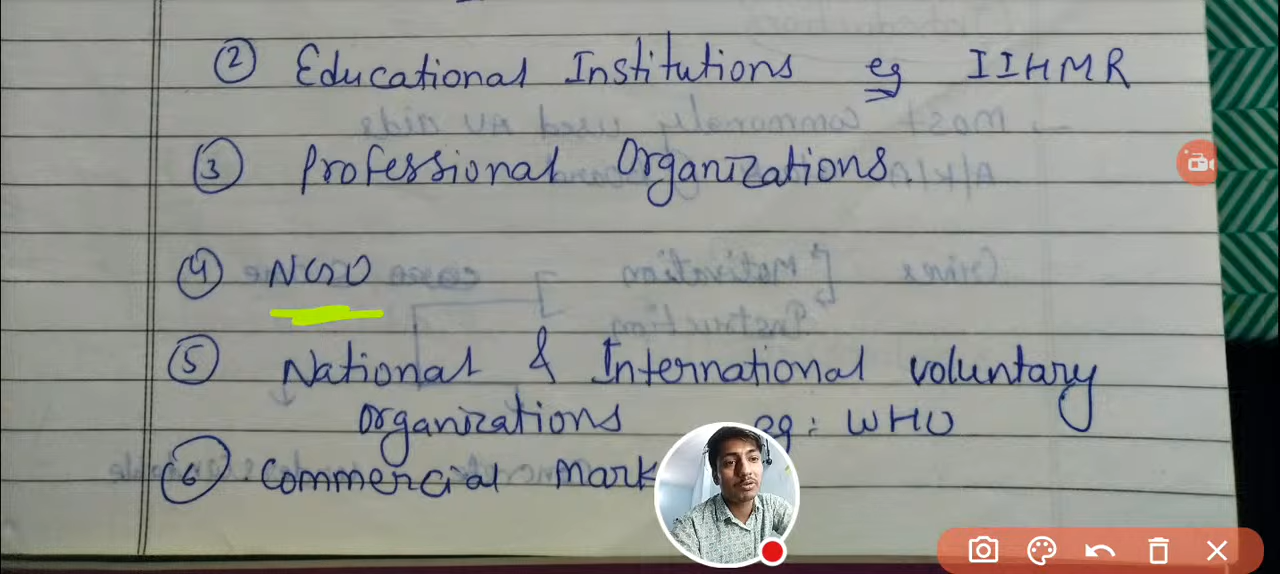 ② Educational Institutions eg IIHMR
③ Professional Organizations.
④ NGO
⑤ National & International voluntary
organizations eg: WHO
⑥ Commercial Mark